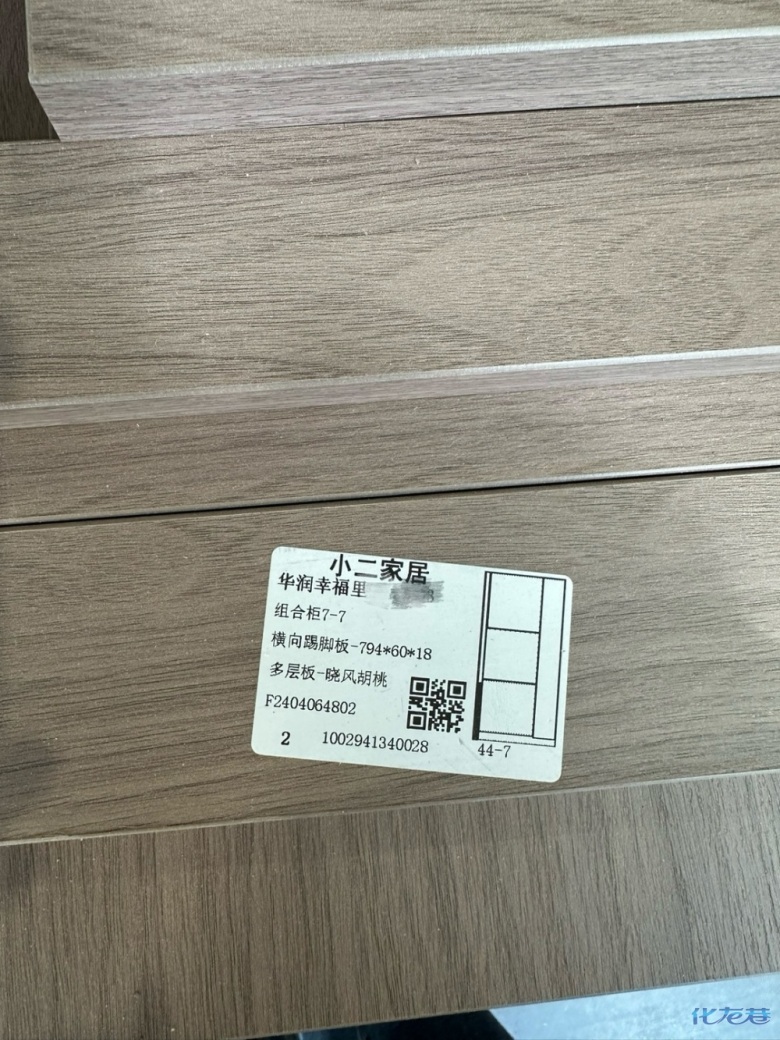 小二家居
华润幸福里
组合柜7-7
横向踢脚板-794*60*18
多层板-晓风胡桃
F2404064802
2 1002941340028
44-7
化龙巷